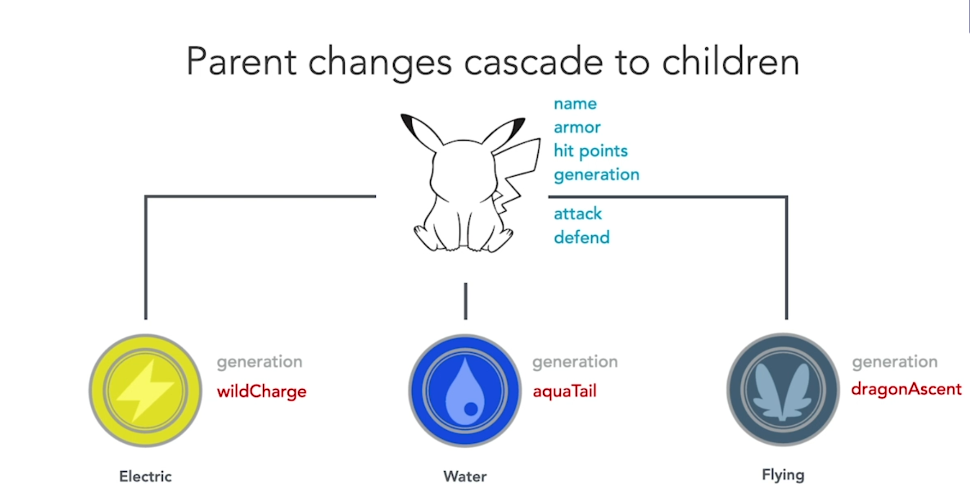 Parent changes cascade to children
name
armor
hit points
generation
attack
defend
generation
wildCharge
generation
aquaTail
generation
dragonAscent
Electric
Water
Flying